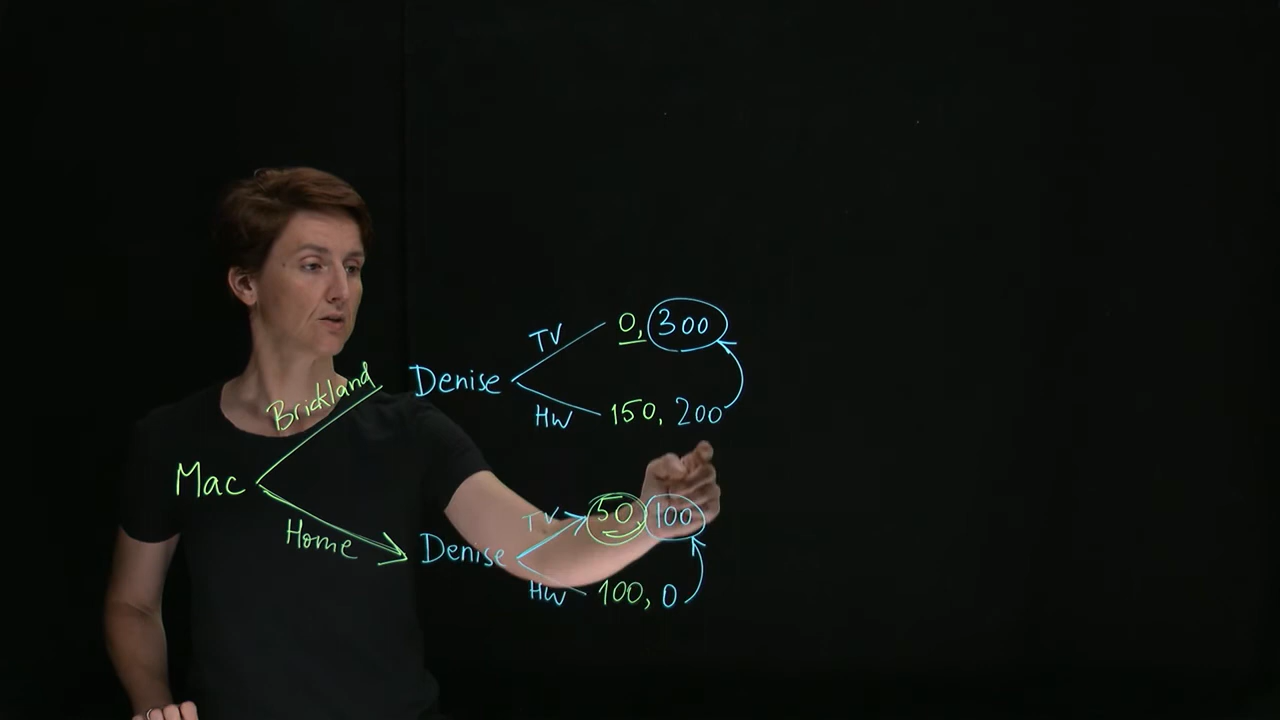 TV 0, 300
Brickland Denise
HW 150, 200
Mac
TV 50 100
Home Denise
HW 100, 0